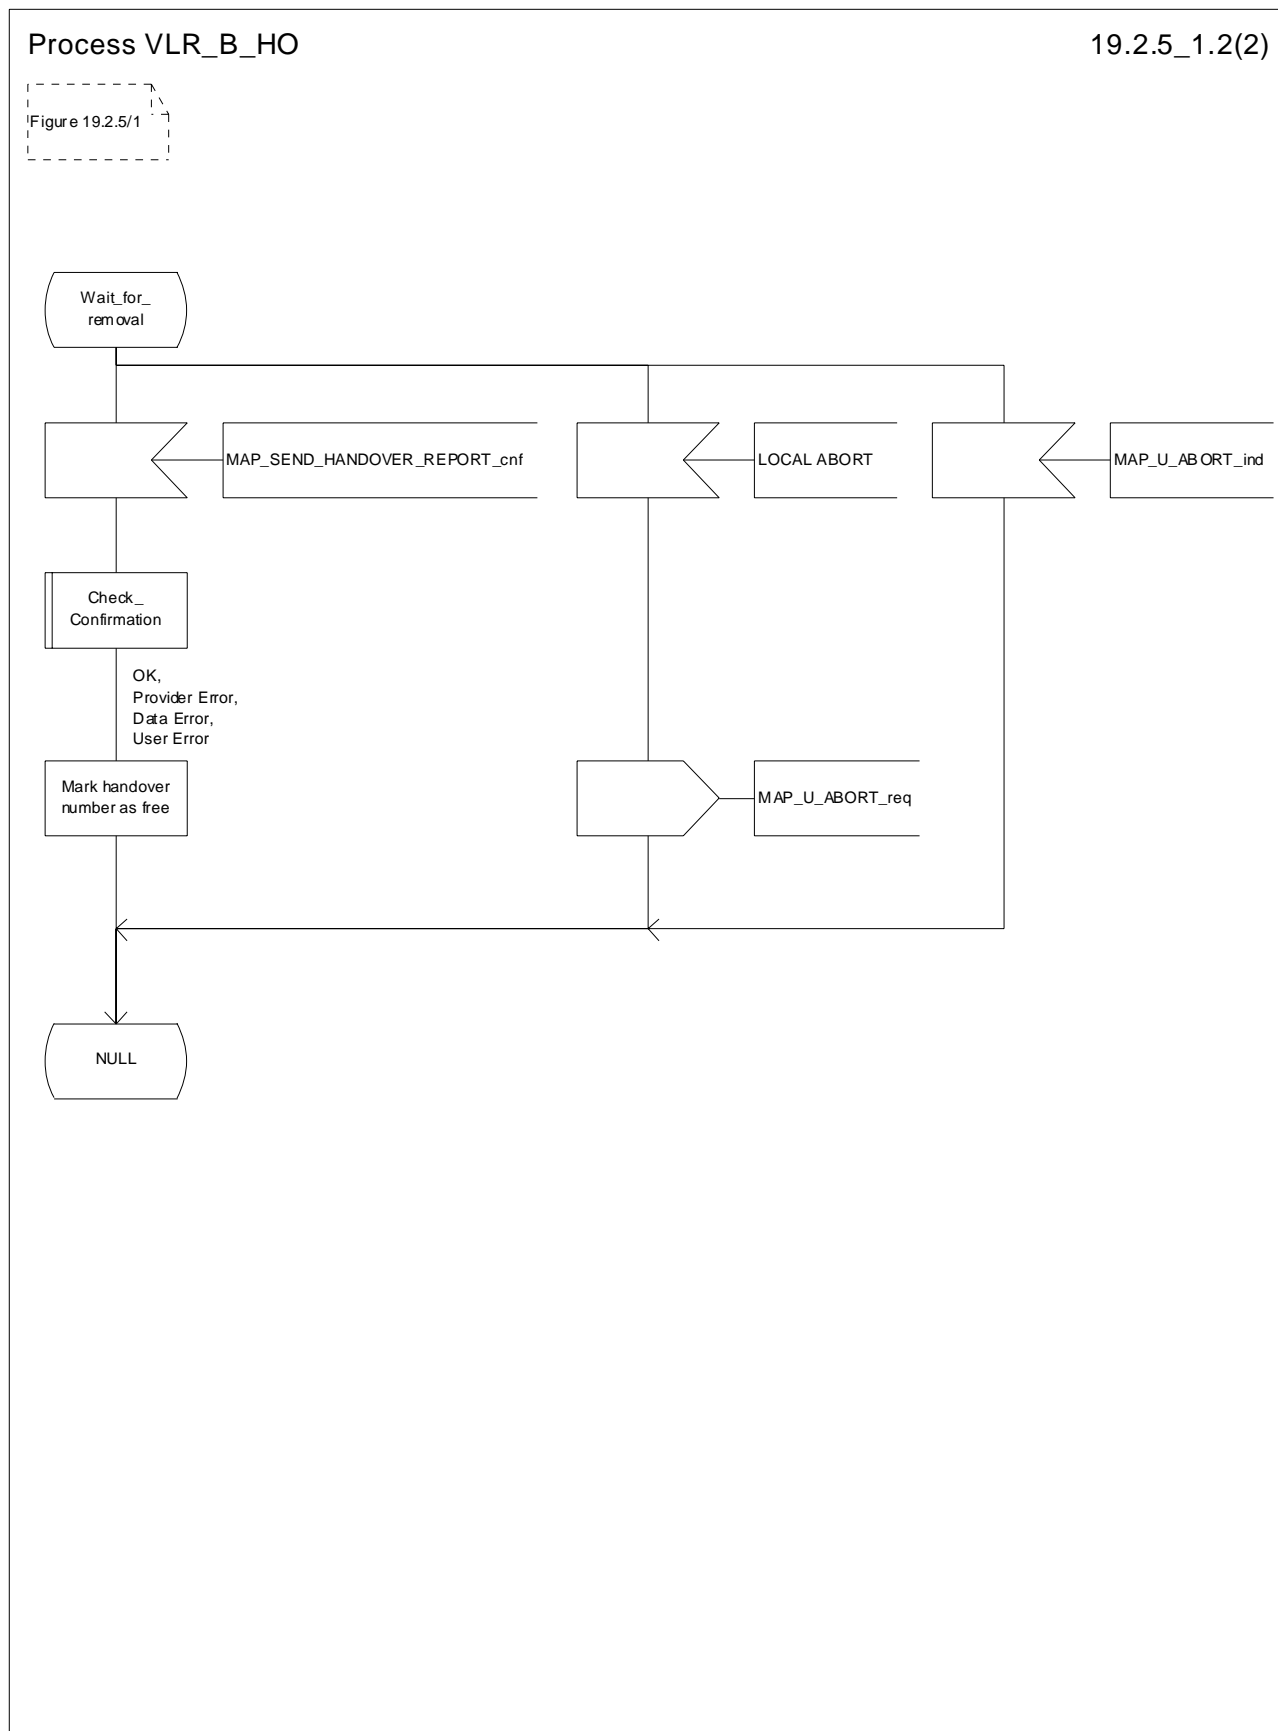 Process VLR_B_HO
19.2.5_1.2(2)
Figure 19.2.5/1
Wait_for_
removal
MAP_SEND_HANDOVER_REPORT_cnf
LOCAL ABORT
MAP_U_ABORT_ind
Check_
Confirmation
OK,
Provider Error,
Data Error,
User Error
Mark handover
number as free
MAP_U_ABORT_req
NULL